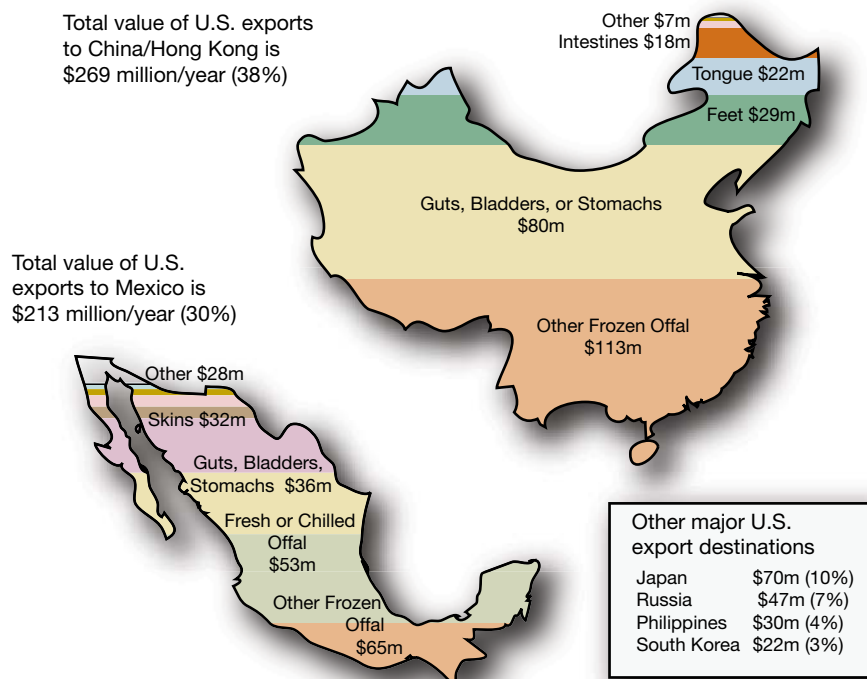 Total value of U.S. exports
to China/Hong Kong is
$269 million/year (38%)
Other $7m
Intestines $18m
Tongue $22m
Feet $29m
Guts, Bladders, or Stomachs
$80m
Other Frozen Offal
$113m
Total value of U.S.
exports to Mexico is
$213 million/year (30%)
Other $28m
Skins $32m
Guts, Bladders,
Stomachs $36m
Fresh or Chilled
Offal
$53m
Other Frozen
Offal
$65m
Other major U.S.
export destinations
Japan $70m (10%)
Russia $47m (7%)
Philippines $30m (4%)
South Korea $22m (3%)